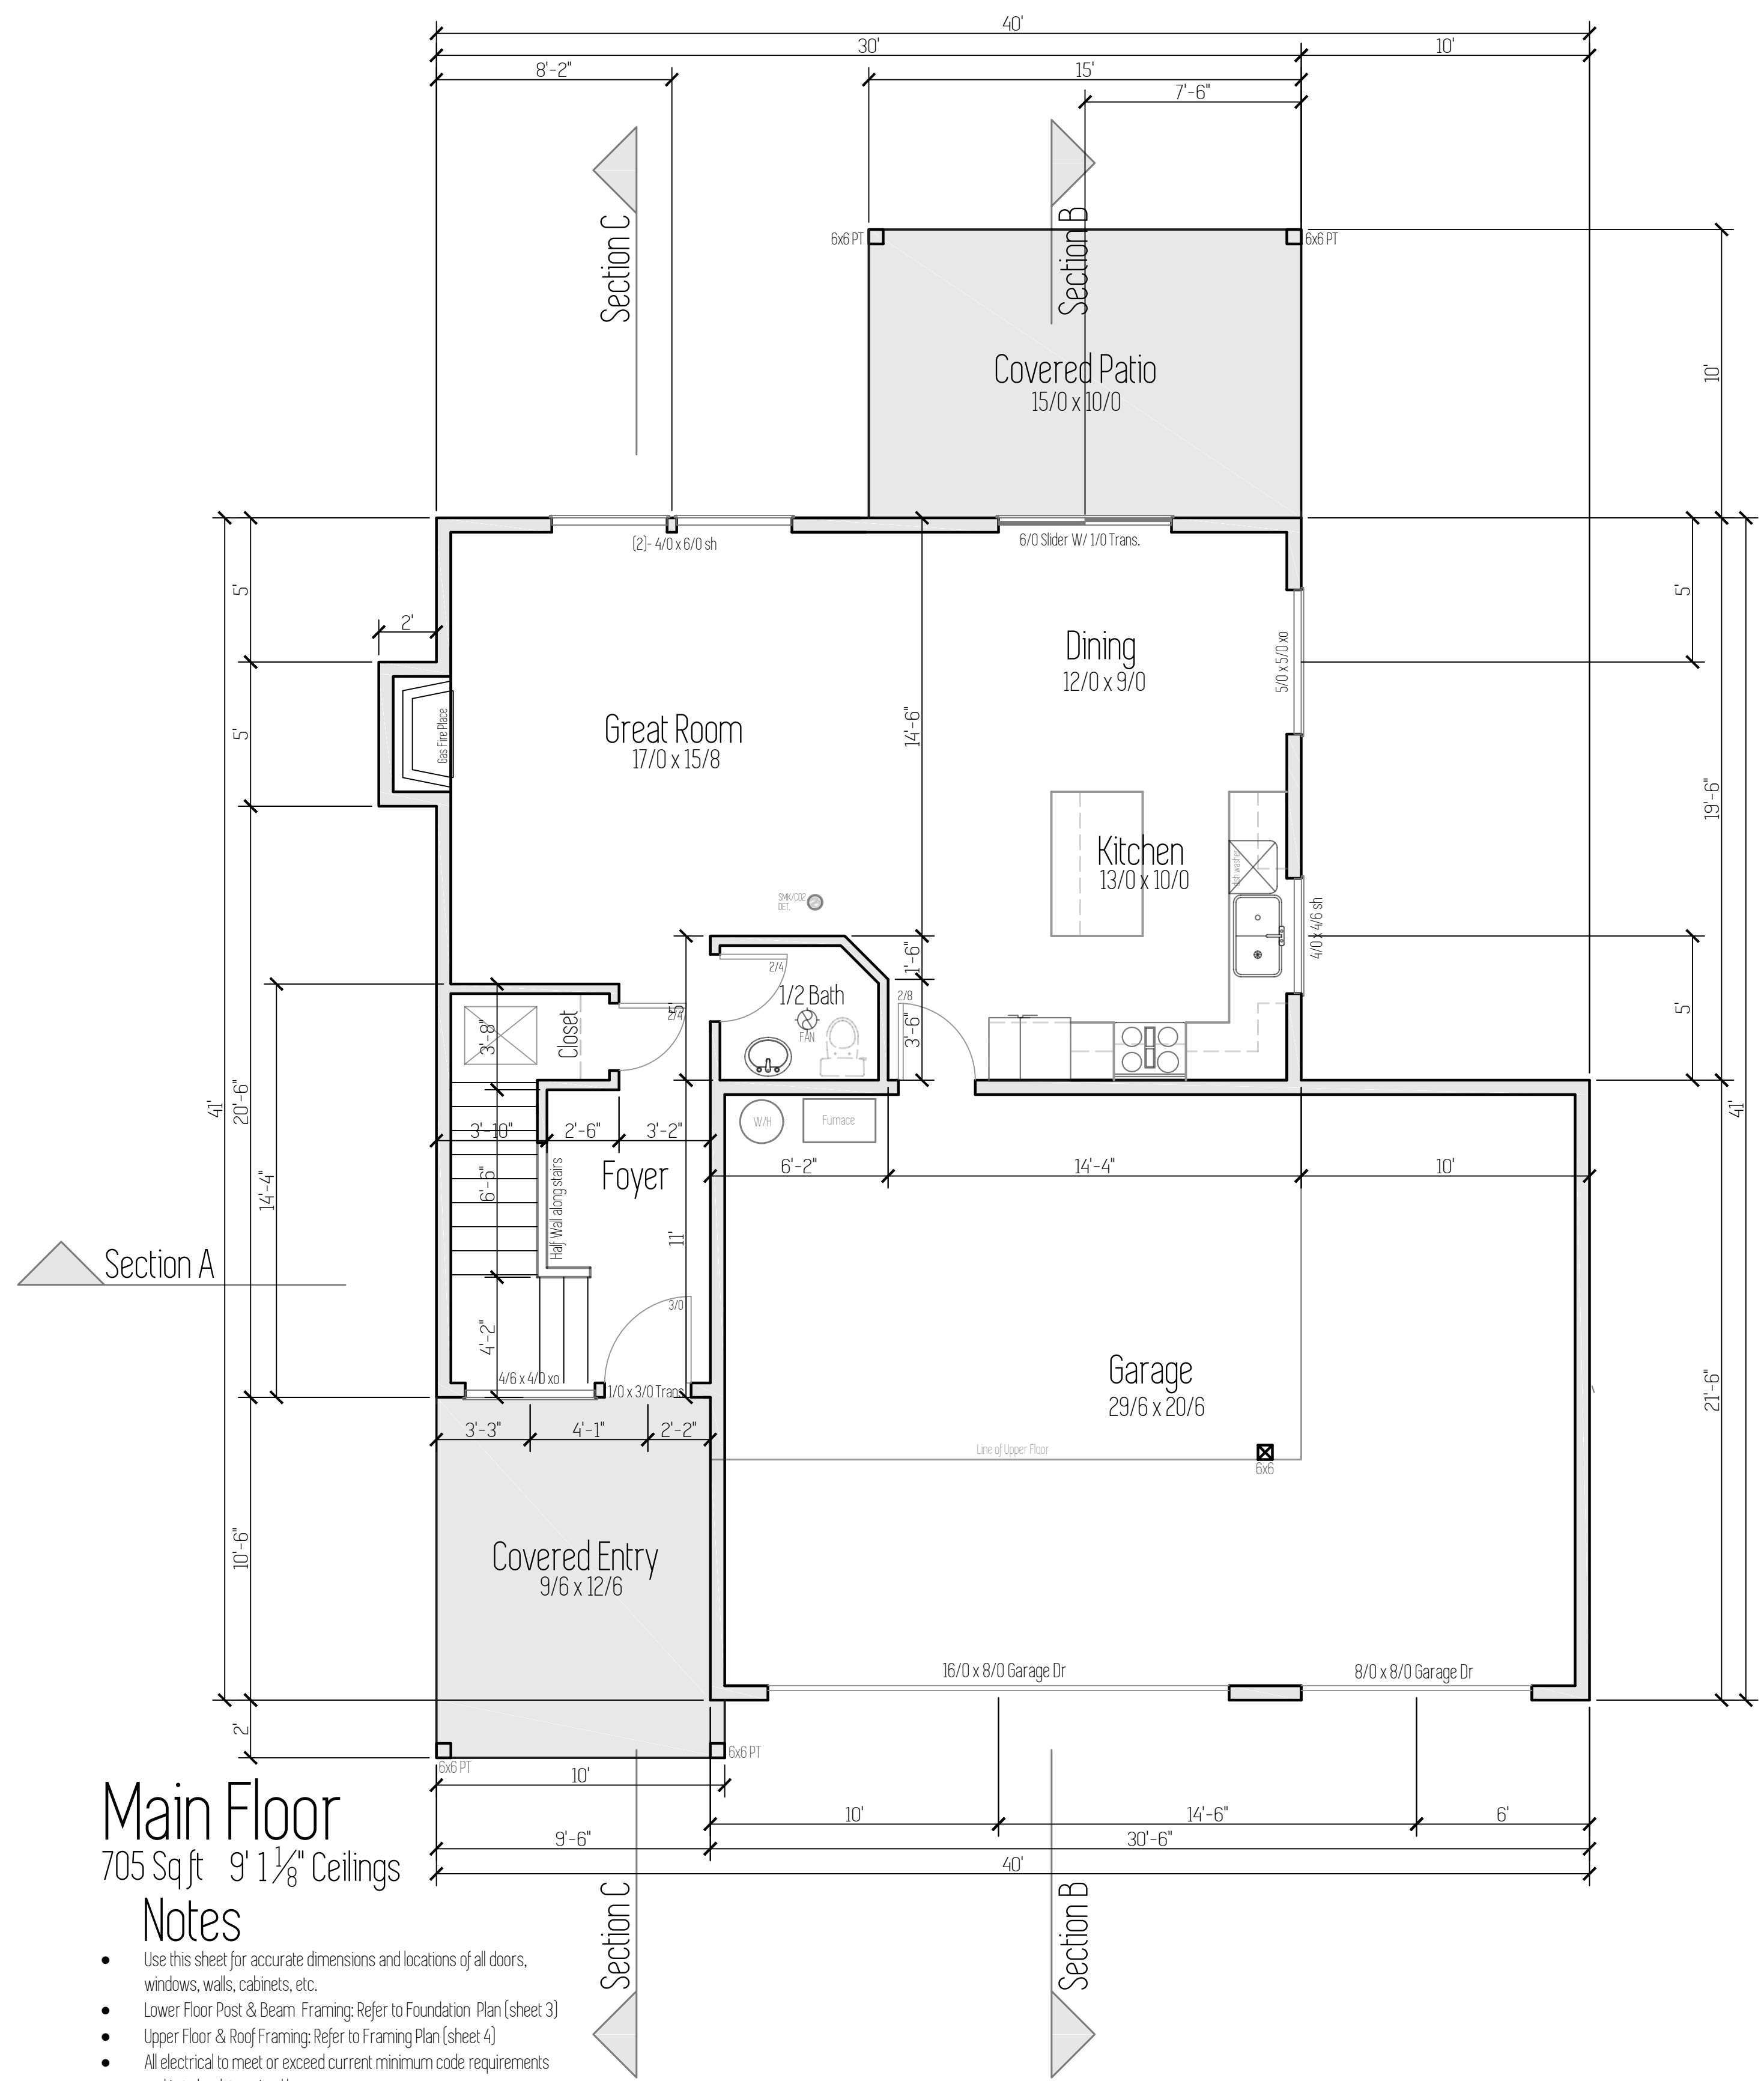 40'
30'
10'
8'-2"
15'
7'-6"
Section C
Section B
6x6 PT
6x6 PT
Covered Patio
15/0 x 10/0
10'
(2)- 4/0 x 6/0 sh
6/0 Slider W/ 1/0 Trans.
5'
5'
2'
Dining
12/0 x 9/0
5/0 x 5/0 xo
Great Room
17/0 x 15/8
Gas Fire Place
5'
14'-6"
19'-6"
Kitchen
13/0 x 10/0
dish washer
SMK/CO2
DET.
4/0 x 4/6 sh
1'-6"
2/4
1/2 Bath
2/8
FAN
3'-6"
5'
Closet
3'-8"
2/4
5'
41'
20'-6"
41'
W/H
Furnace
3'-10"
2'-6"
3'-2"
6'-2"
14'-4"
10'
Foyer
6'-6"
Half Wall along stairs
14'-4"
11'
Section A
3/0
4'-2"
4/6 x 4/0 xo
1/0 x 3/0 Trans.
Garage
29/6 x 20/6
21'-6"
3'-3"
4'-1"
2'-2"
Line of Upper Floor
6x6
10'-6"
Covered Entry
9/6 x 12/6
16/0 x 8/0 Garage Dr
8/0 x 8/0 Garage Dr
2'
6x6 PT
6x6 PT
10'
10'
14'-6"
6'
9'-6"
30'-6"
40'
Main Floor
705 Sq ft 9' 1 1/8" Ceilings
Section C
Section B
Notes
• Use this sheet for accurate dimensions and locations of all doors,
windows, walls, cabinets, etc.
• Lower Floor Post & Beam Framing: Refer to Foundation Plan (sheet 3)
• Upper Floor & Roof Framing: Refer to Framing Plan (sheet 4)
• All electrical to meet or exceed current minimum code requirements